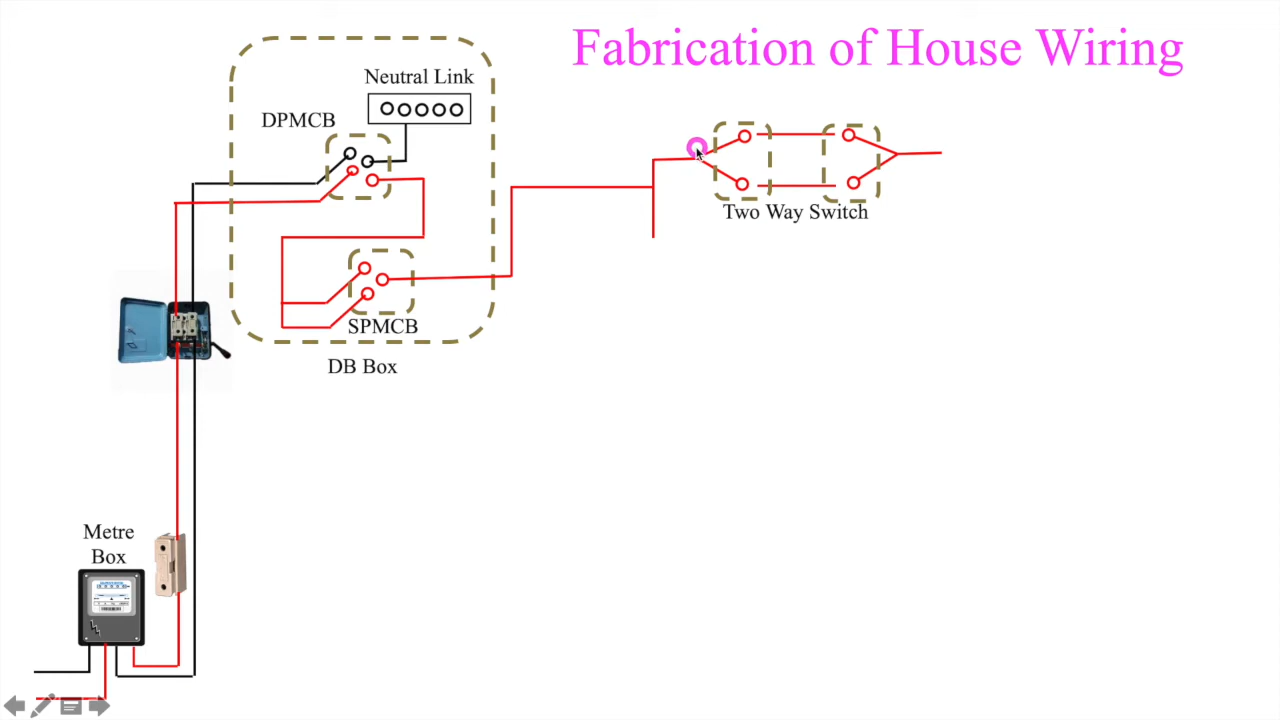 Fabrication of House Wiring
Neutral Link
DPMCB
Two Way Switch
SPMCB
DB Box
Metre
Box